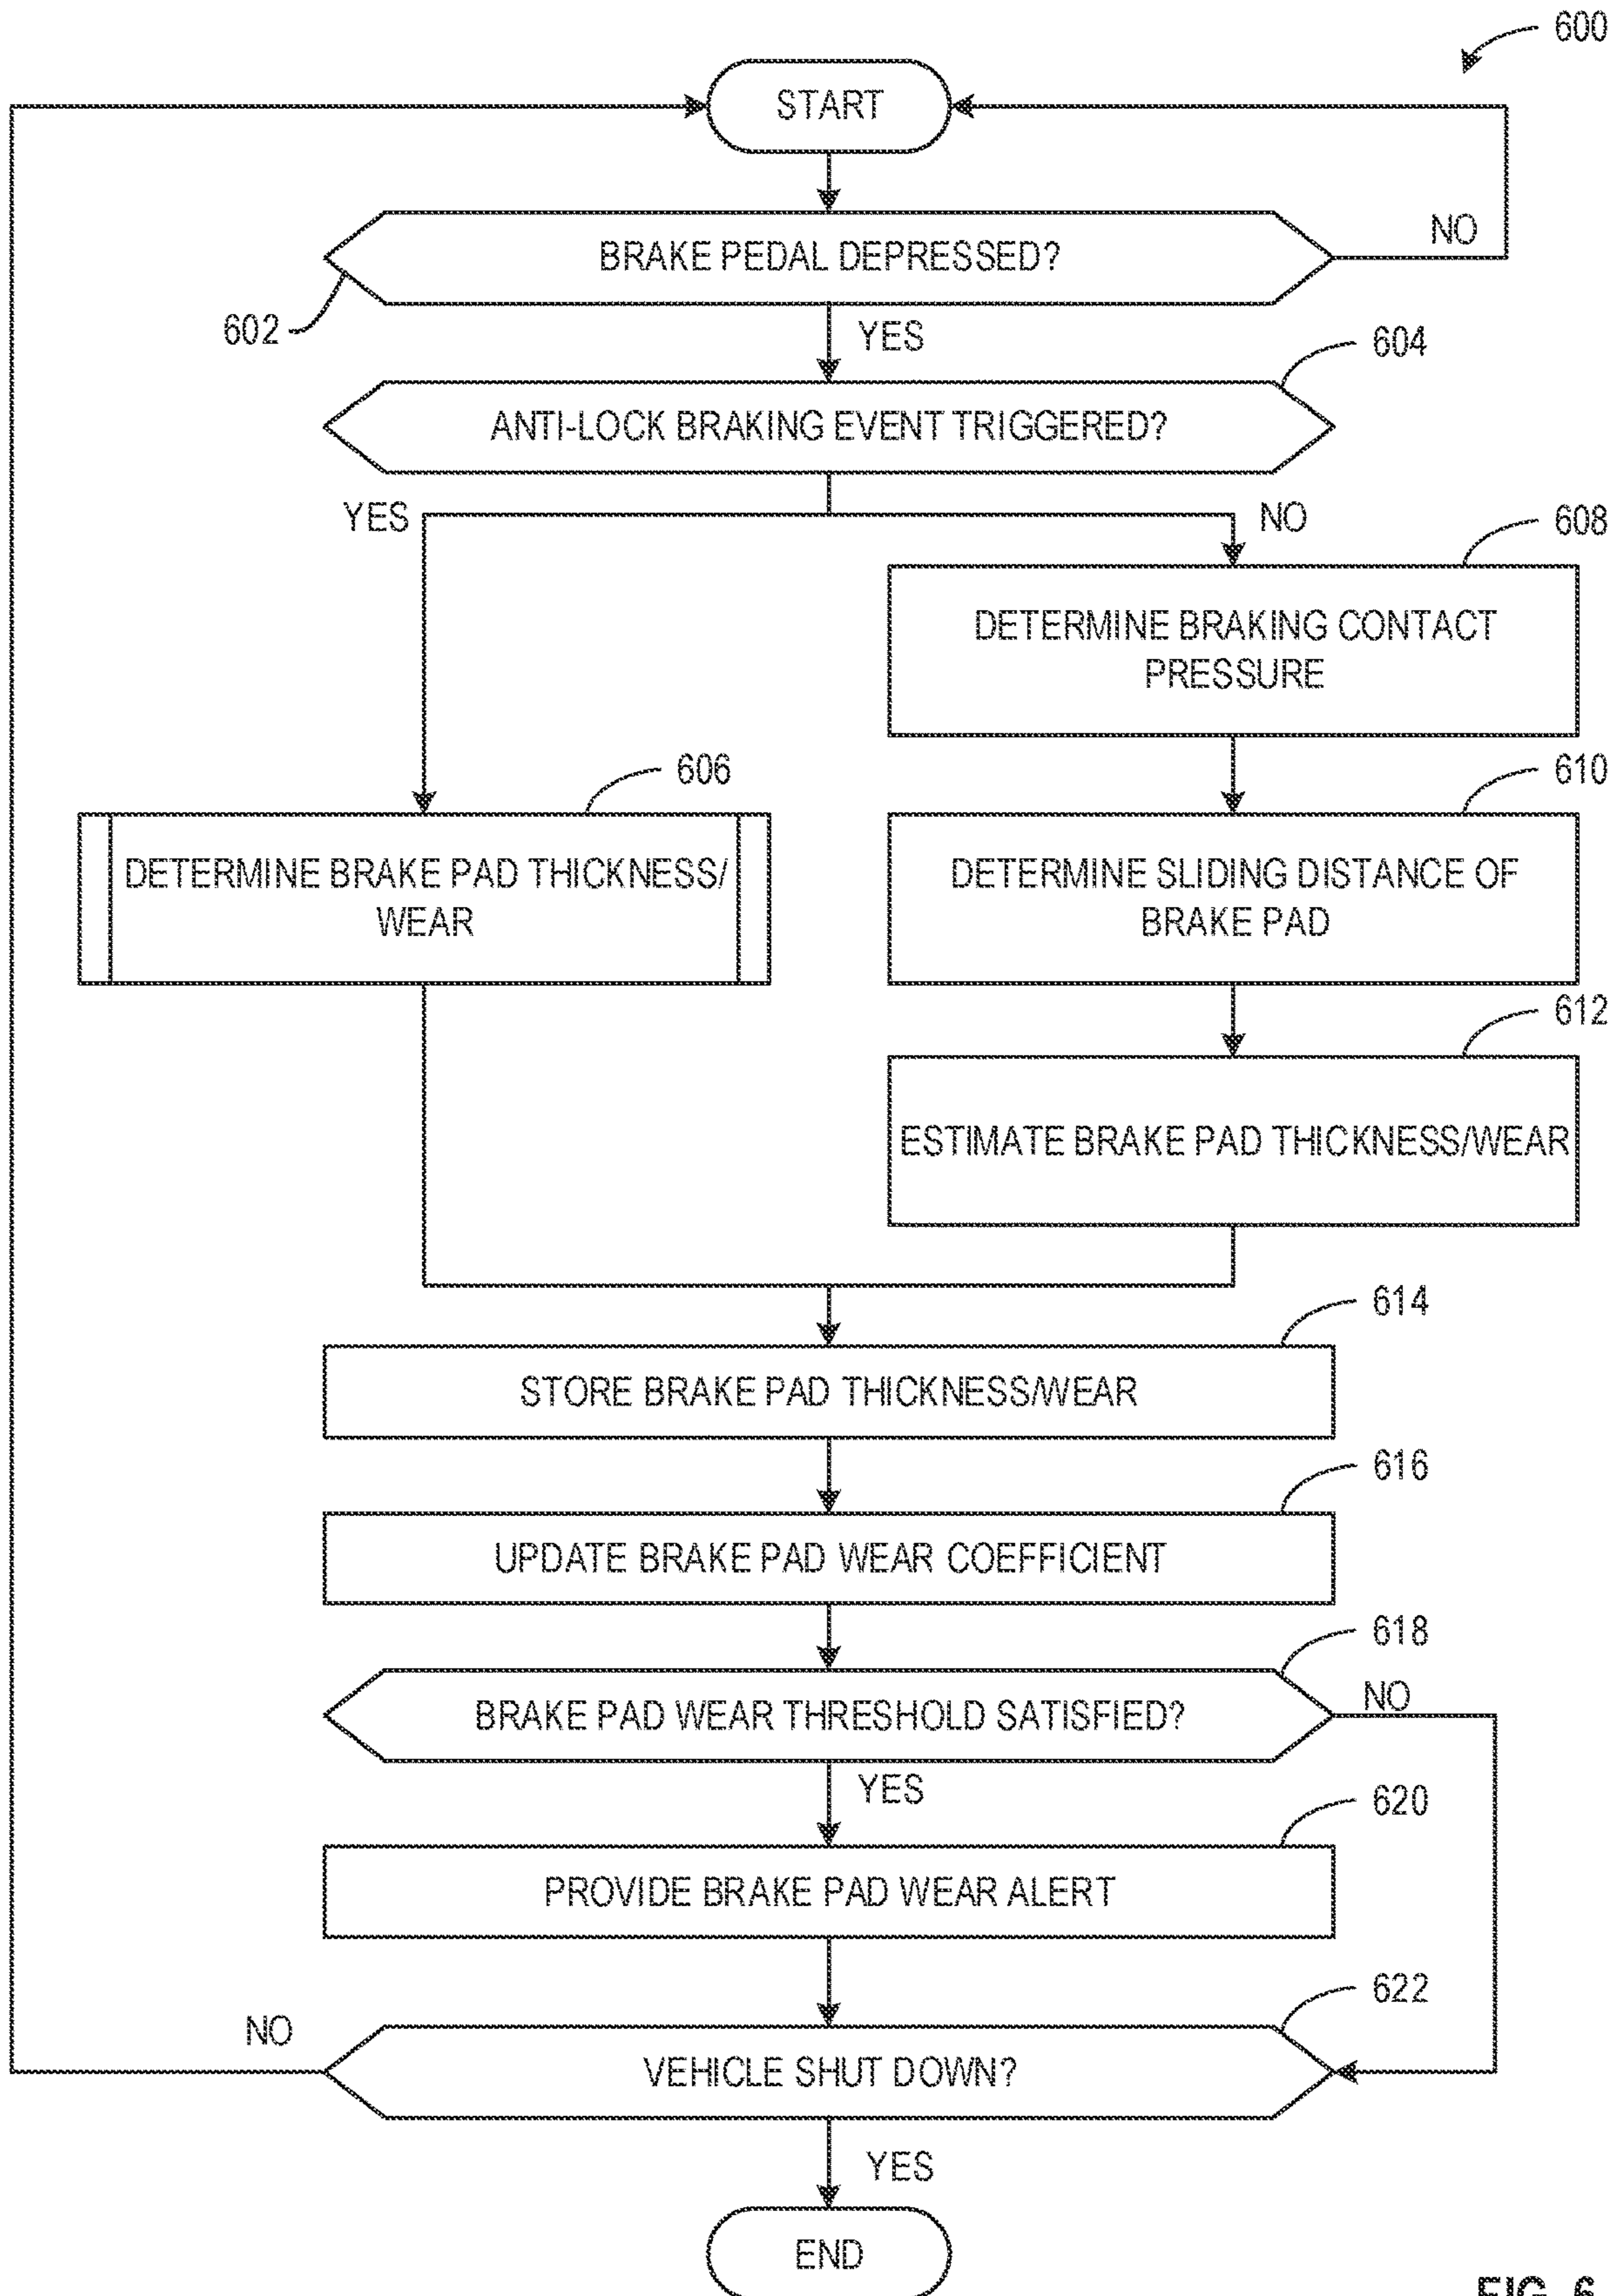 600
START
BRAKE PEDAL DEPRESSED?
NO
602
YES
604
ANTI-LOCK BRAKING EVENT TRIGGERED?
YES
NO
608
DETERMINE BRAKING CONTACT
PRESSURE
606
610
DETERMINE BRAKE PAD THICKNESS/
WEAR
DETERMINE SLIDING DISTANCE OF
BRAKE PAD
612
ESTIMATE BRAKE PAD THICKNESS/WEAR
614
STORE BRAKE PAD THICKNESS/WEAR
616
UPDATE BRAKE PAD WEAR COEFFICIENT
618
BRAKE PAD WEAR THRESHOLD SATISFIED?
NO
YES
620
PROVIDE BRAKE PAD WEAR ALERT
622
NO
VEHICLE SHUT DOWN?
YES
END
FIG. 6